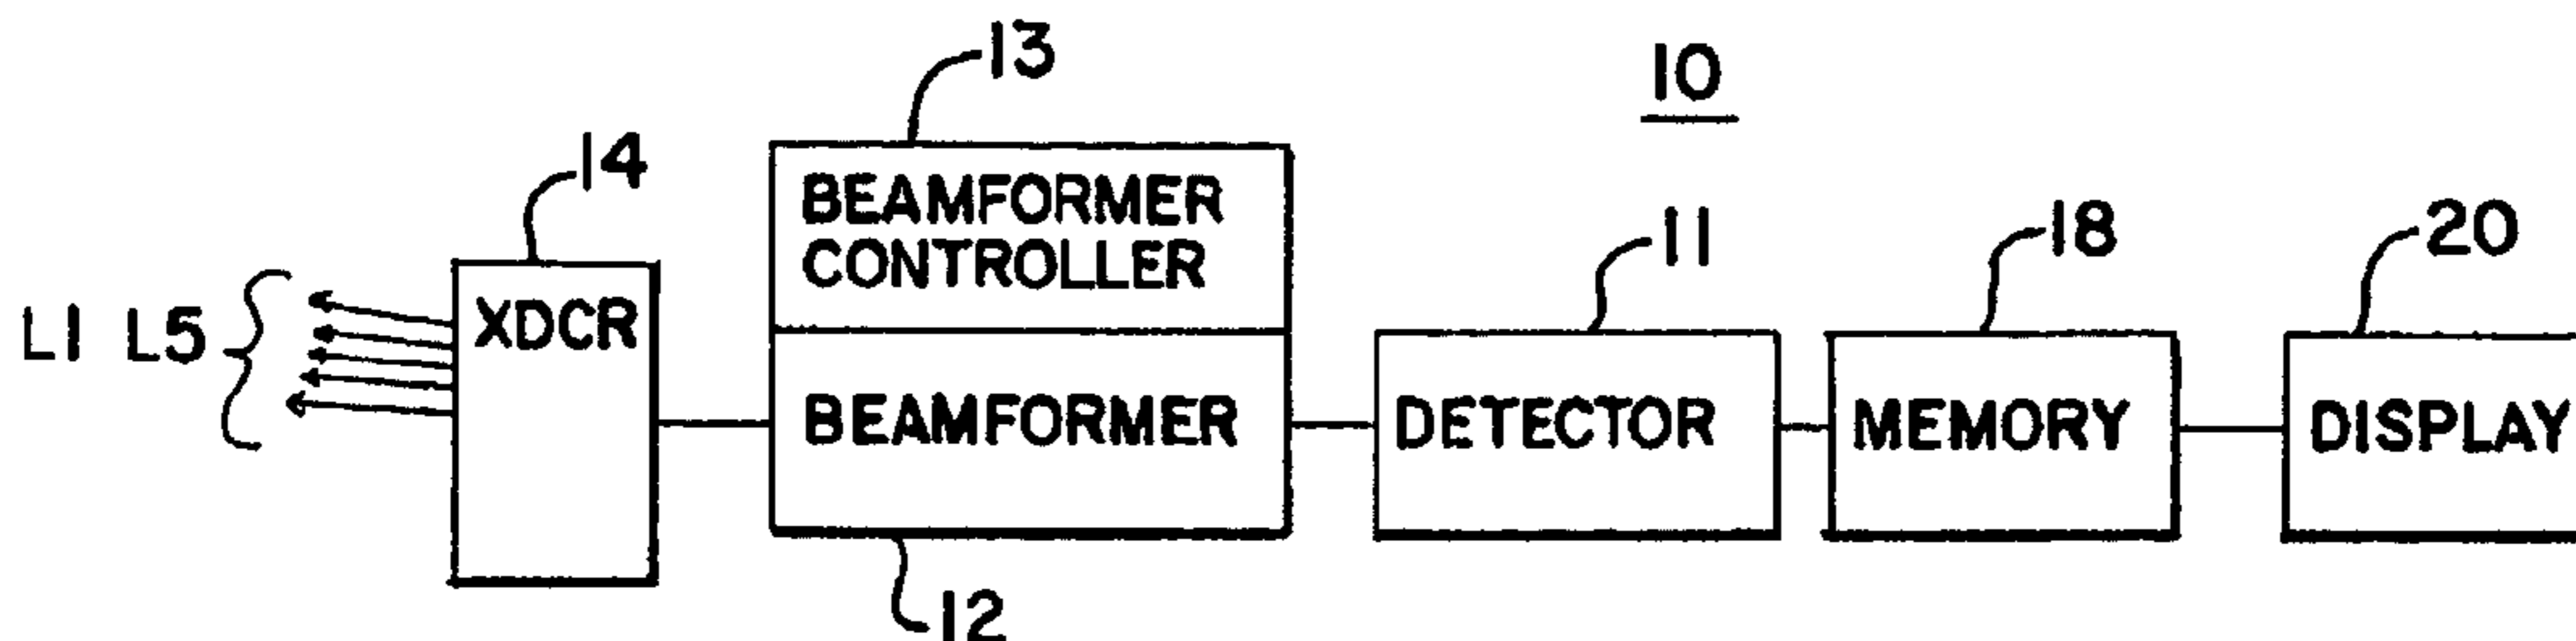 13
10
14
BEAMFORMER
CONTROLLER
11
18
20
L1 L5
XDCR
BEAMFORMER
DETECTOR
MEMORY
DISPLAY
12